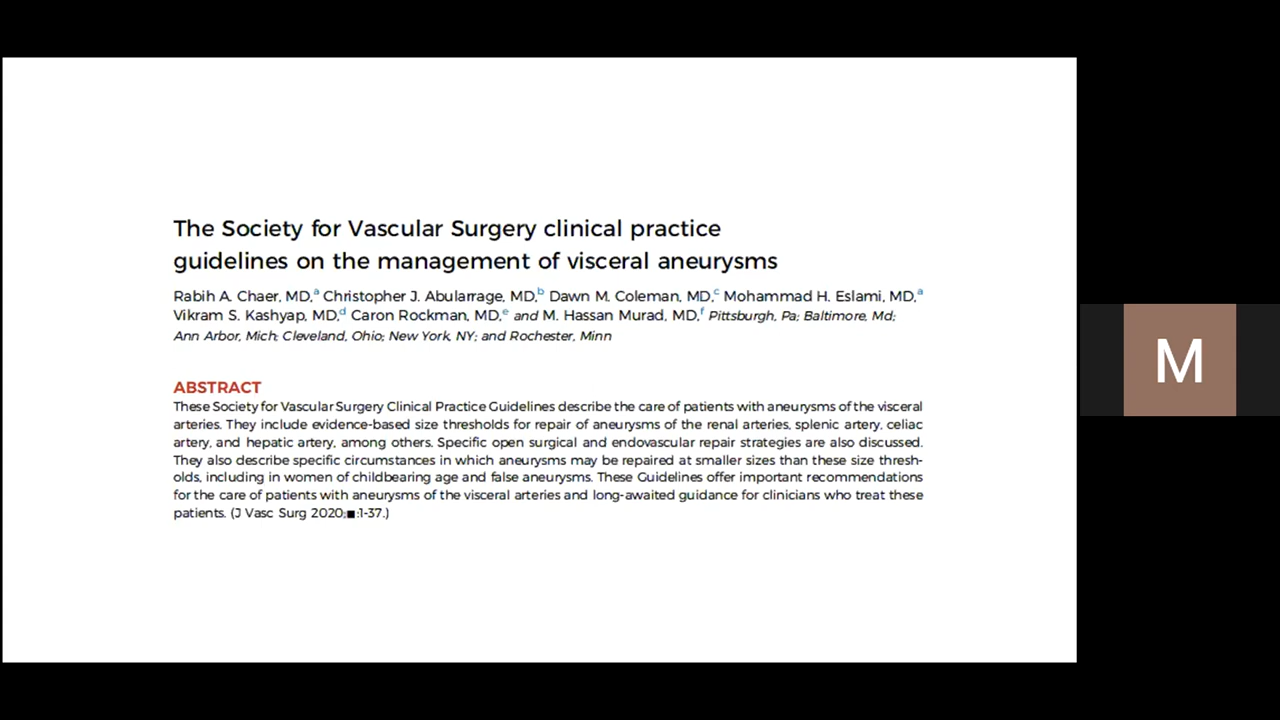 The Society for Vascular Surgery clinical practice
guidelines on the management of visceral aneurysms
Rabih A. Chaer, MD,a Christopher J. Abularrage, MD,b Dawn M. Coleman, MD,c Mohammad H. Eslami, MD,a
Vikram S. Kashyap, MD,d Caron Rockman, MD,e and M. Hassan Murad, MD,f Pittsburgh, Pa; Baltimore, Md;
Ann Arbor, Mich; Cleveland, Ohio; New York, NY; and Rochester, Minn
ABSTRACT
These Society for Vascular Surgery Clinical Practice Guidelines describe the care of patients with aneurysms of the visceral
arteries. They include evidence-based size thresholds for repair of aneurysms of the renal arteries, splenic artery, celiac
artery, and hepatic artery, among others. Specific open surgical and endovascular repair strategies are also discussed.
They also describe specific circumstances in which aneurysms may be repaired at smaller sizes than these size thresh-
olds, including in women of childbearing age and false aneurysms. These Guidelines offer important recommendations
for the care of patients with aneurysms of the visceral arteries and long-awaited guidance for clinicians who treat these
patients. (J Vasc Surg 2020;■:1-37.)
M